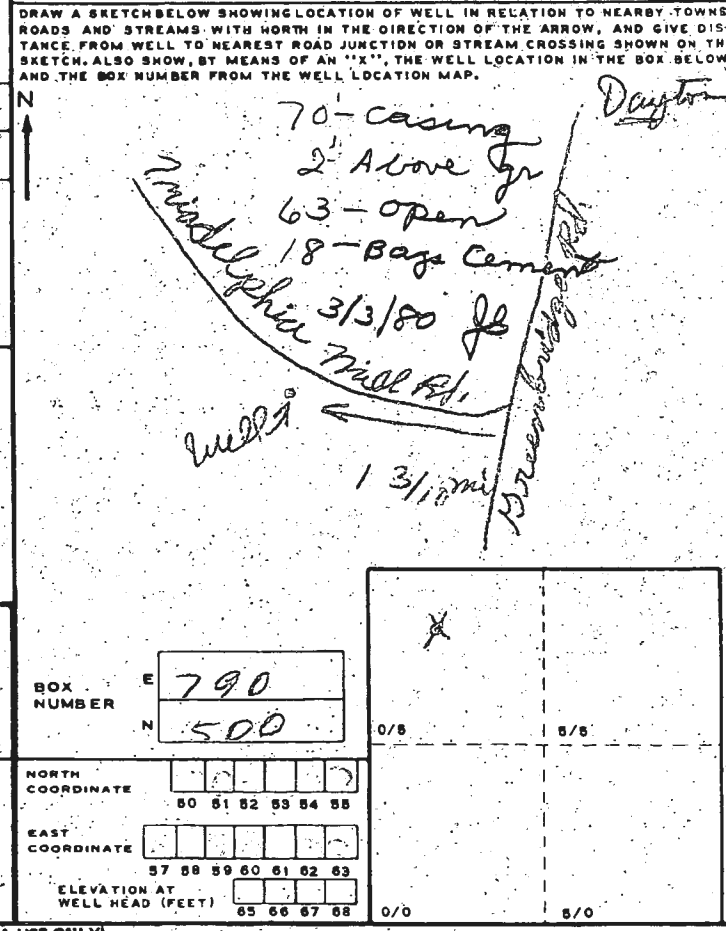 DRAW A SKETCH BELOW SHOWING LOCATION OF WELL IN RELATION TO NEARBY TOWNS
ROADS AND STREAMS WITH NORTH IN THE DIRECTION OF THE ARROW, AND GIVE DIS-
TANCE FROM WELL TO NEAREST ROAD JUNCTION OR STREAM CROSSING SHOWN ON TH
SKETCH. ALSO SHOW, BY MEANS OF AN "X", THE WELL LOCATION IN THE BOX BELOW
AND THE BOX NUMBER FROM THE WELL LOCATION MAP.
N
Dayton
70'- Casing
2' Above gr
63 - open
18 - Bags Cement
3/3/80 JB
Triadelphia Mill Rd.
Greenbridge Rd.
Well
1 3/10 mi
X
BOX NUMBER
E 790
N 500
0/5 5/5
NORTH COORDINATE
50 51 52 53 54 55
EAST COORDINATE
57 58 59 60 61 62 63
ELEVATION AT WELL HEAD (FEET)
65 66 67 68
0/0 5/0